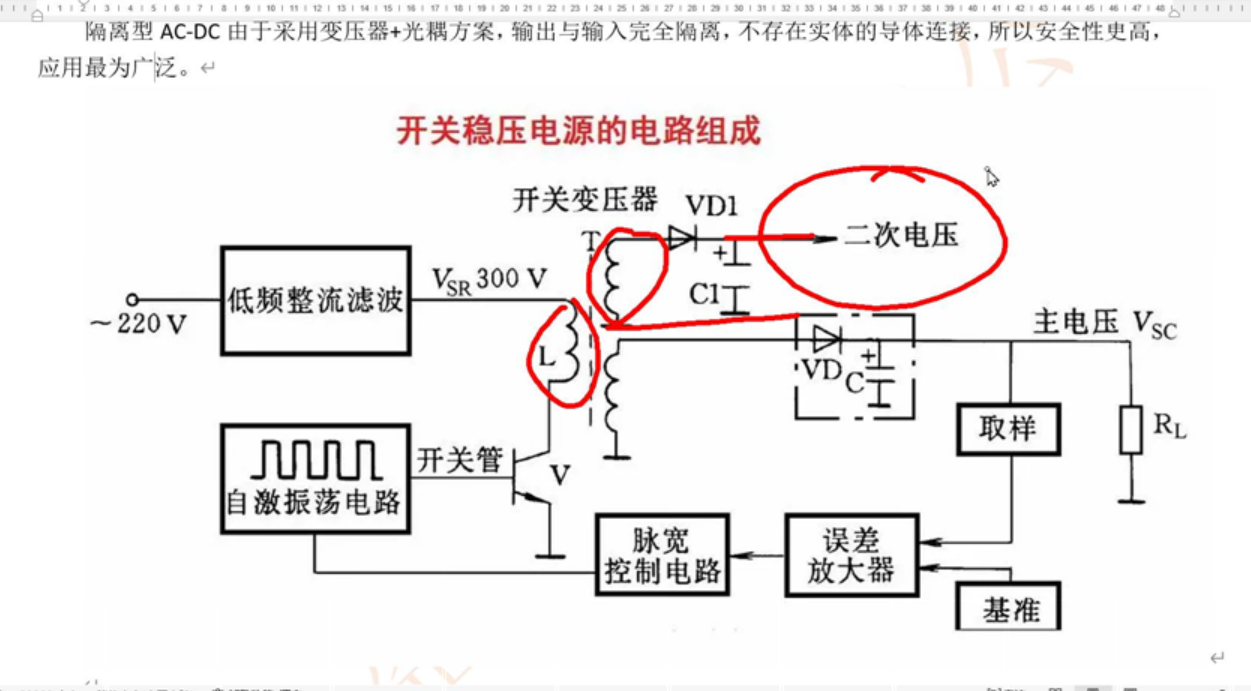 隔离型 AC-DC 由于采用变压器+光耦方案，输出与输入完全隔离，不存在实体的导体连接，所以安全性更高，
应用最为广泛。
开关稳压电源的电路组成
开关变压器
VD1
T
二次电压
+
C1
低频整流滤波
VSR 300 V
～220 V
L
主电压 VSC
VD
+
C
取样
RL
开关管
V
自激振荡电路
脉宽
控制电路
误差
放大器
基准